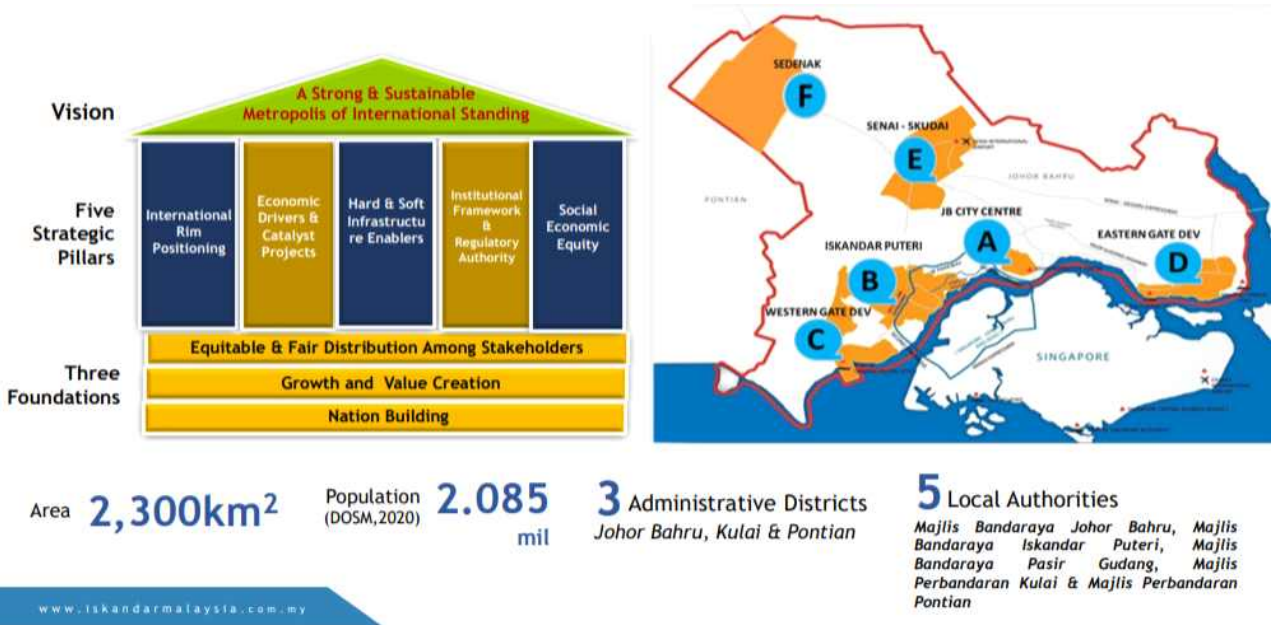 Vision
A Strong & Sustainable
Metropolis of International Standing
Five
Strategic
Pillars
International
Rim
Positioning
Economic
Drivers &
Catalyst
Projects
Hard & Soft
Infrastructu
re Enablers
Institutional
Framework
&
Regulatory
Authority
Social
Economic
Equity
Three
Foundations
Equitable & Fair Distribution Among Stakeholders
Growth and Value Creation
Nation Building
SEDENAK
F
SENAI - SKUDAI
E
JOHOR BAHRU
PONTIEN
JB CITY CENTRE
A
ISKANDAR PUTERI
B
EASTERN GATE DEV
D
WESTERN GATE DEV
C
SINGAPORE
Area 2,300km²
Population
(DOSM,2020)
2.085
mil
3 Administrative Districts
Johor Bahru, Kulai & Pontian
5 Local Authorities
Majlis Bandaraya Johor Bahru, Majlis
Bandaraya Iskandar Puteri, Majlis
Bandaraya Pasir Gudang, Majlis
Perbandaran Kulai & Majlis Perbandaran
Pontian
www.iskandarmalaysia.com.my